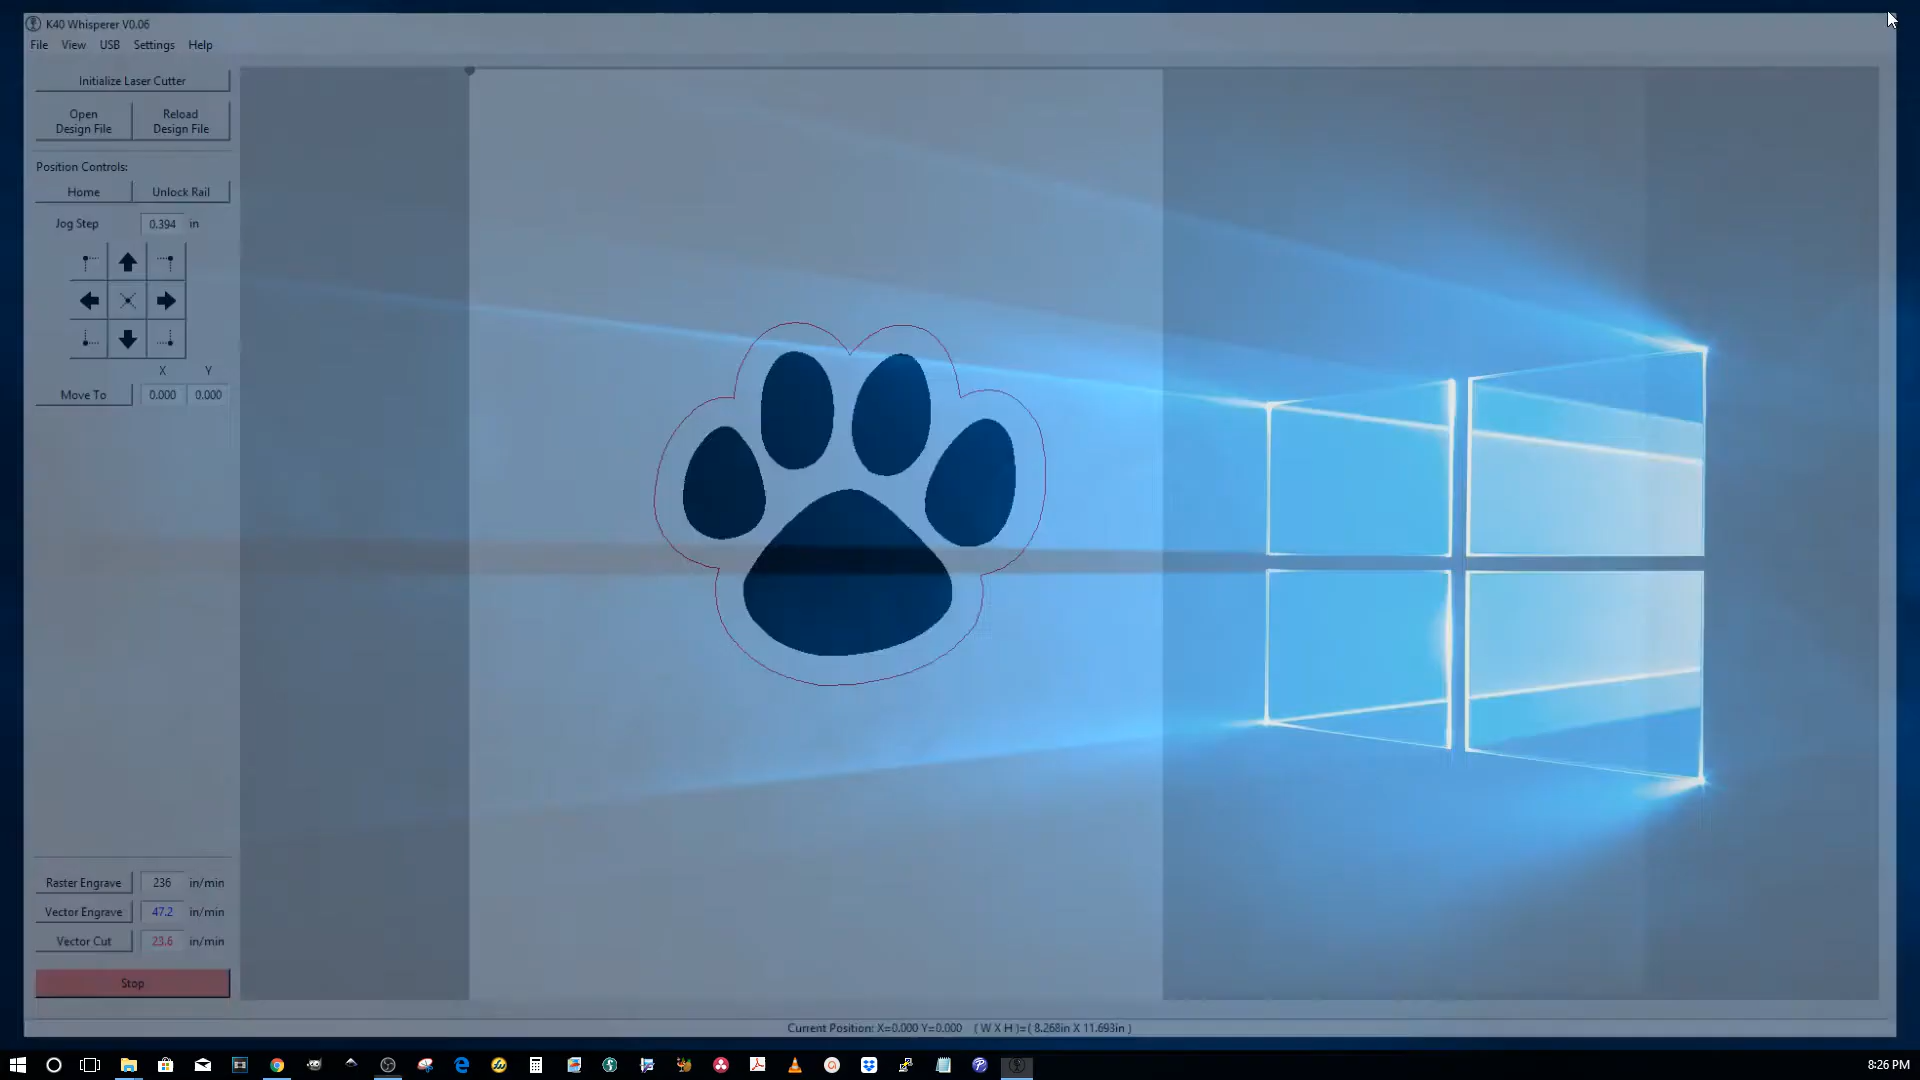 K40 Whisperer V0.06
File View USB Settings Help
Initialize Laser Cutter
Open Design File
Reload Design File
Position Controls:
Home Unlock Rail
Jog Step 0.394 in
X Y
Move To 0.000 0.000
Raster Engrave 236 in/min
Vector Engrave 47.2 in/min
Vector Cut 23.6 in/min
Stop
Current Position: X=0.000 Y=0.000 ( W X H )=( 8.268in X 11.693in )
8:26 PM